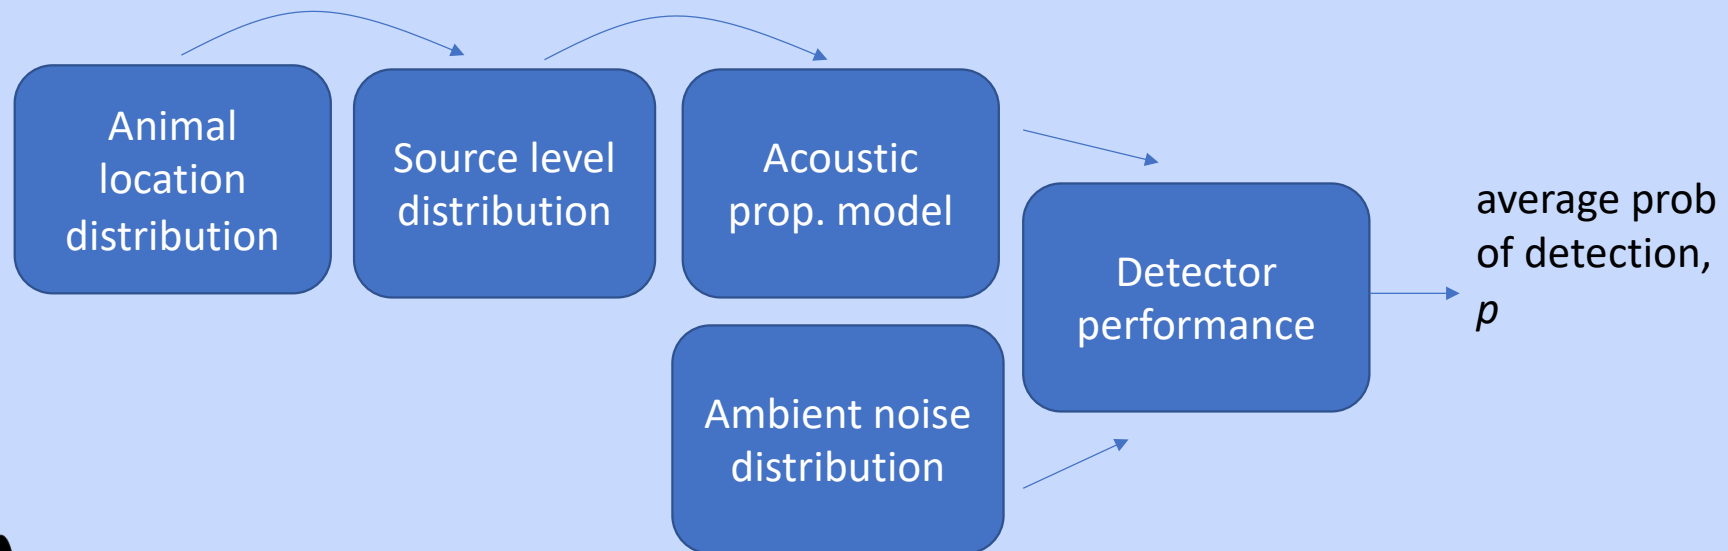 Animal
location
distribution
Source level
distribution
Acoustic
prop. model
Detector
performance
Ambient noise
distribution
average prob
of detection,
p